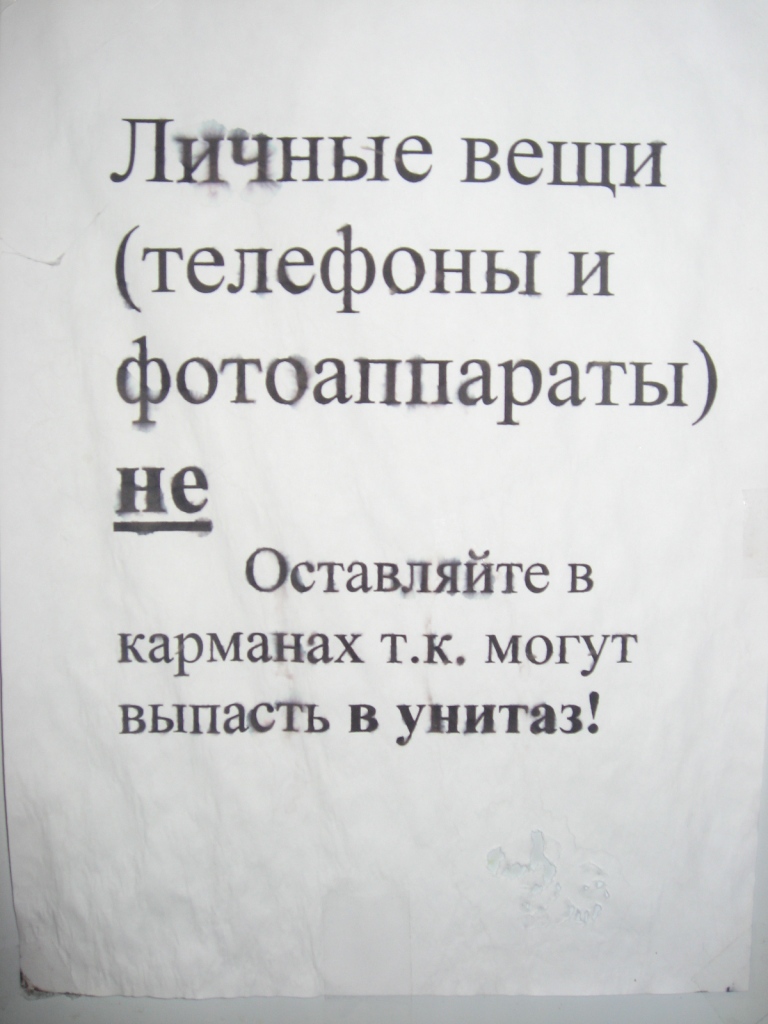 Личные вещи
(телефоны и
фотоаппараты)
не
Оставляйте в
карманах т.к. могут
выпасть в унитаз!